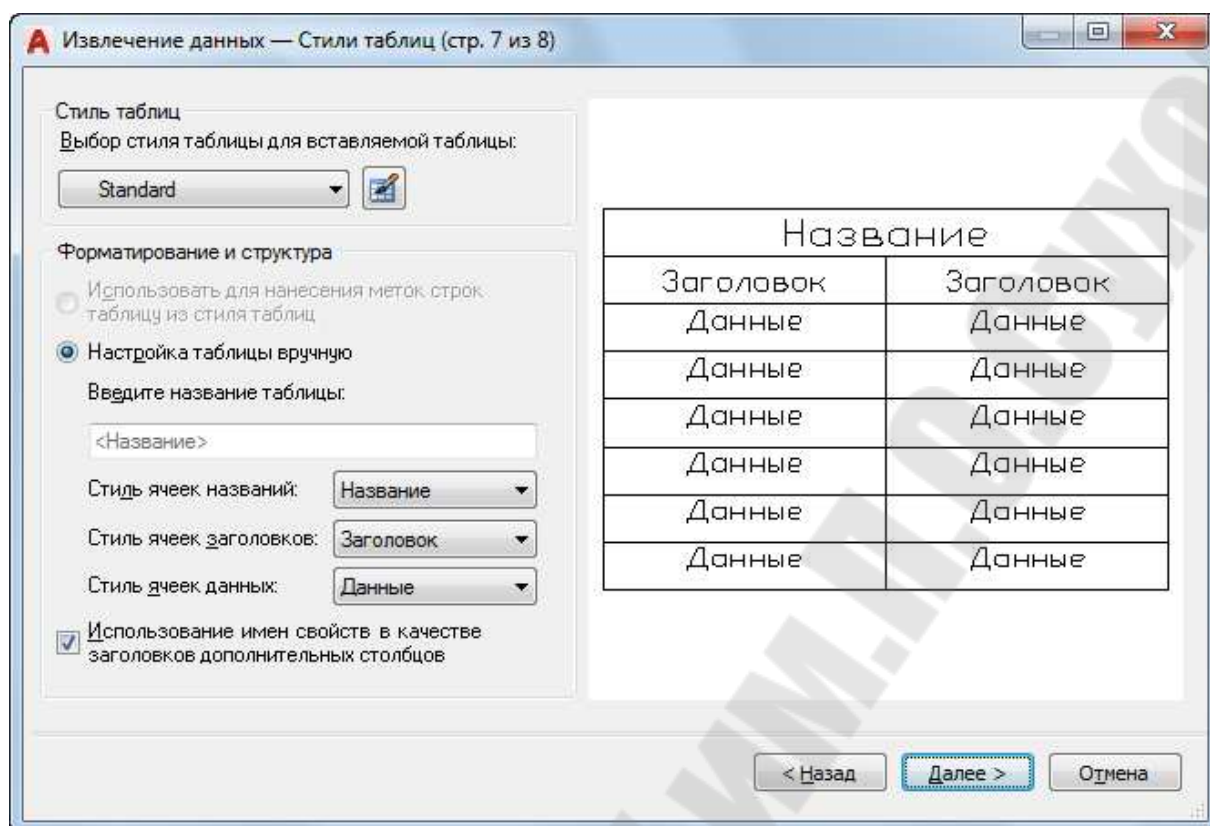 Извлечение данных — Стили таблиц (стр. 7 из 8)
Стиль таблиц
Выбор стиля таблицы для вставляемой таблицы:
Standard
Форматирование и структура
Использовать для нанесения меток строк
таблицу из стиля таблиц
Настройка таблицы вручную
Введите название таблицы:
<Название>
Стиль ячеек названий: Название
Стиль ячеек заголовков: Заголовок
Стиль ячеек данных: Данные
Использование имен свойств в качестве
заголовков дополнительных столбцов
Название
Заголовок Заголовок
Данные Данные
Данные Данные
Данные Данные
Данные Данные
Данные Данные
Данные Данные
< Назад Далее > Отмена
им.П.О.Сухо